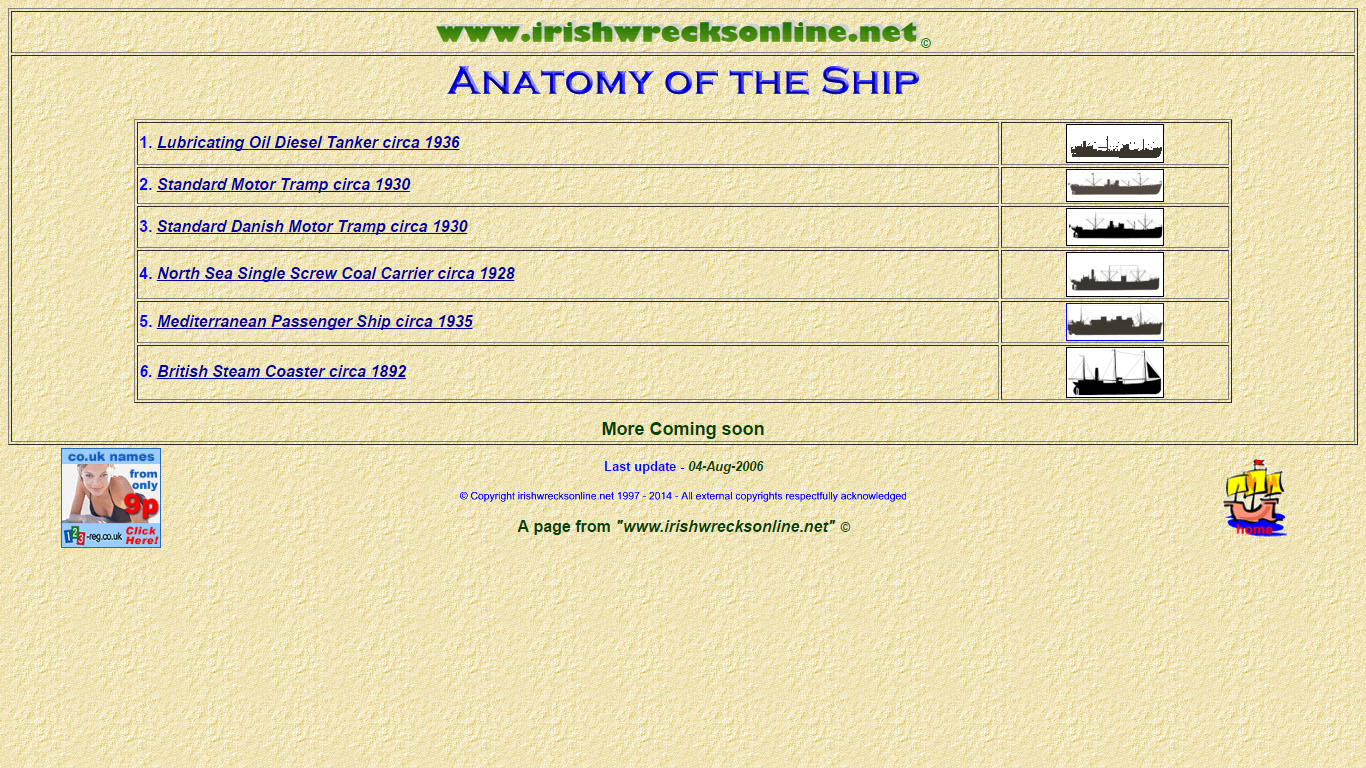 www.irishwrecksonline.net ©
Anatomy of the Ship
1. Lubricating Oil Diesel Tanker circa 1936
2. Standard Motor Tramp circa 1930
3. Standard Danish Motor Tramp circa 1930
4. North Sea Single Screw Coal Carrier circa 1928
5. Mediterranean Passenger Ship circa 1935
6. British Steam Coaster circa 1892
More Coming soon
co.uk names
from
only
9p
123-reg.co.uk Click
Here!
Last update - 04-Aug-2006
© Copyright irishwrecksonline.net 1997 - 2014 - All external copyrights respectfully acknowledged
A page from "www.irishwrecksonline.net" ©
home